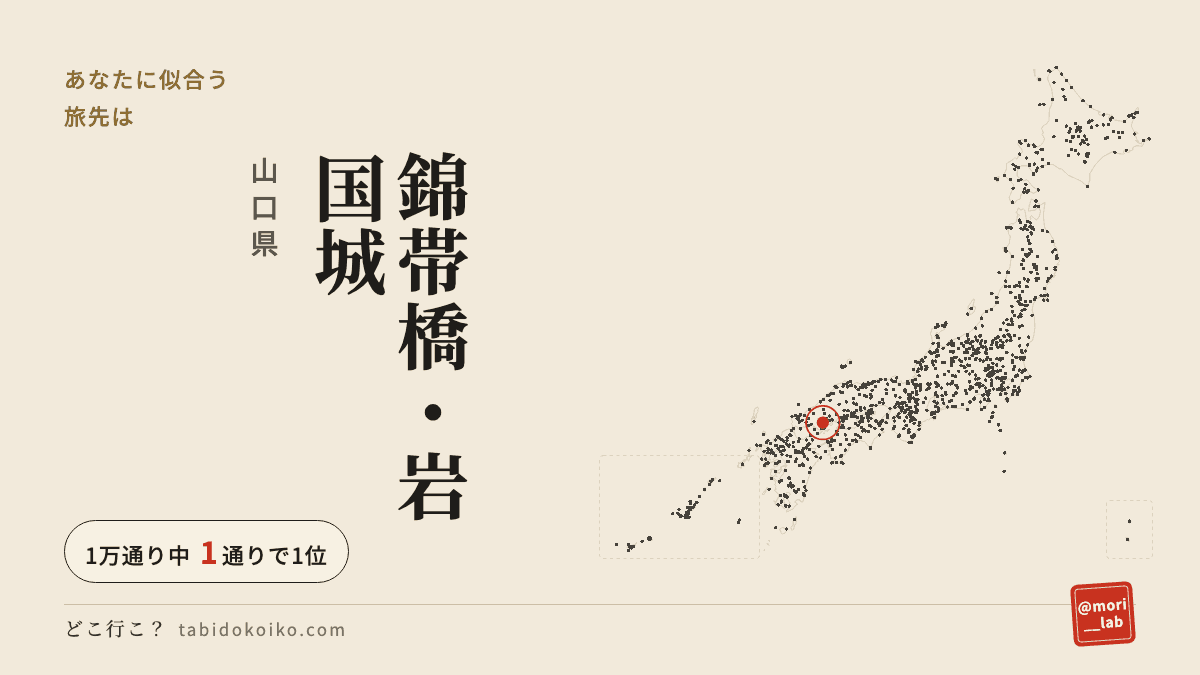 あなたに似合う
旅先は
錦帯橋・岩
国城
山口県
1万通り中 1通りで1位
どこ行こ？ tabidokoiko.com
@mori
__lab